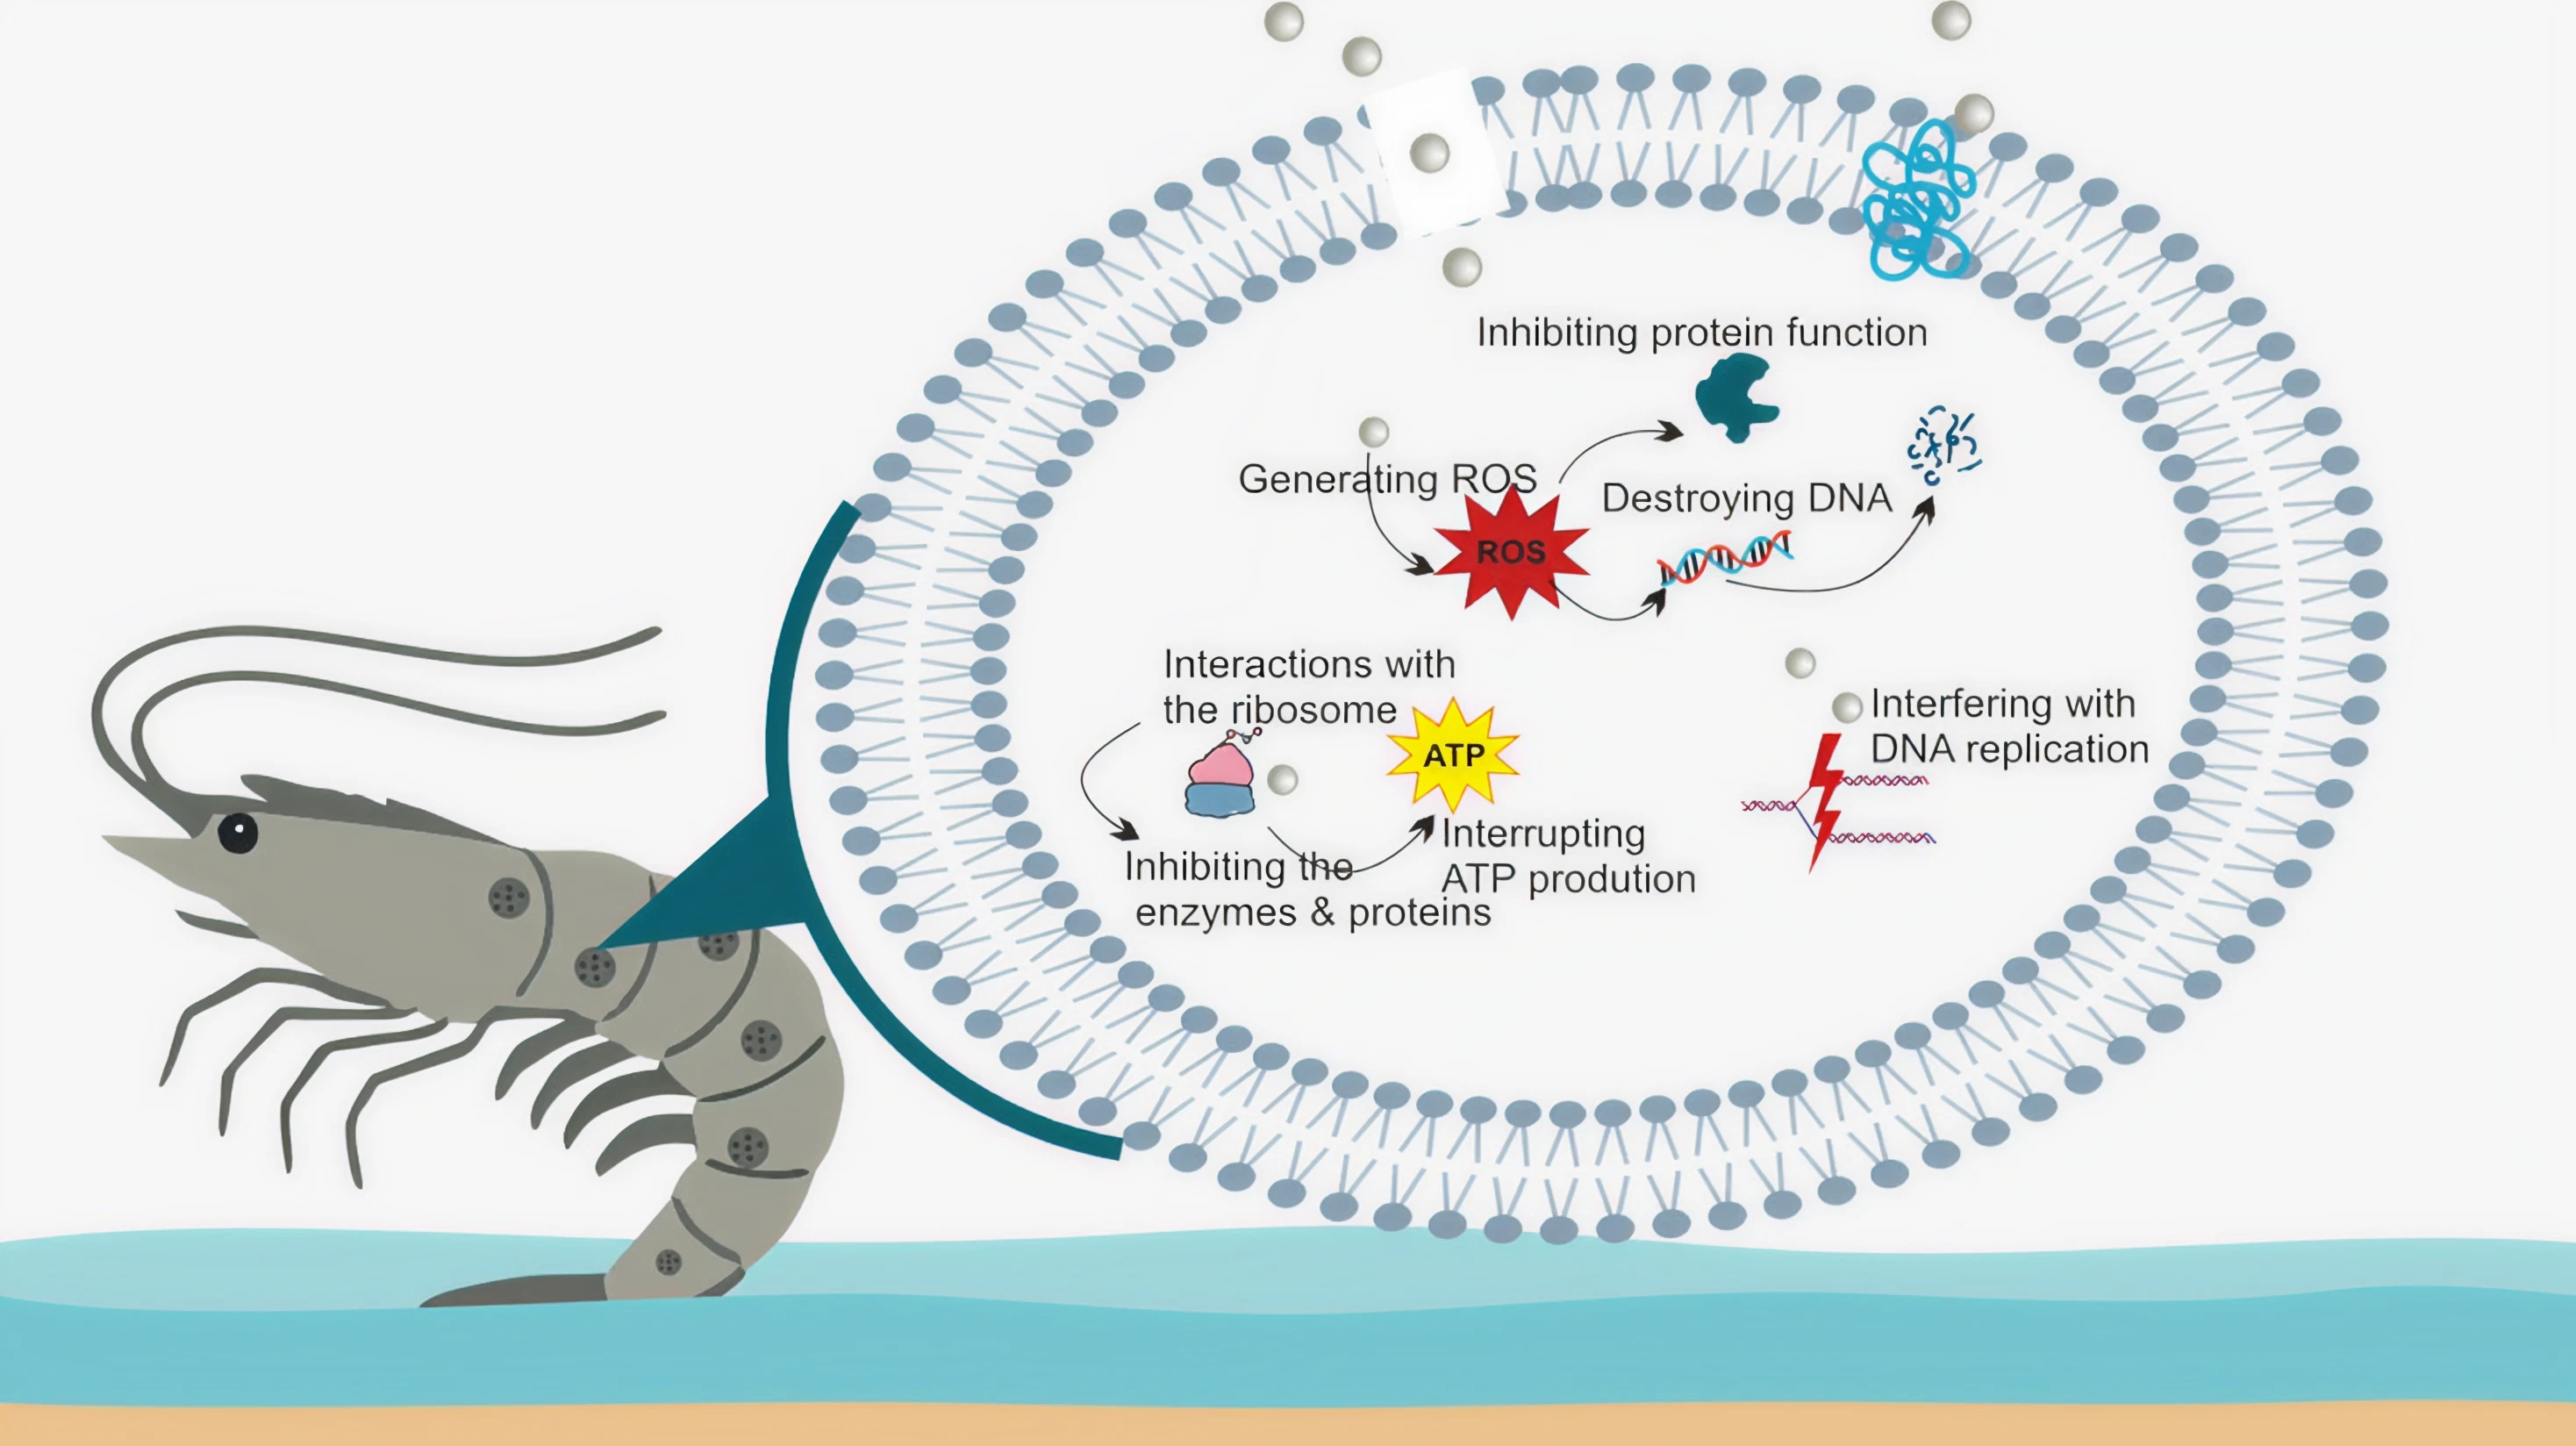 Inhibiting protein function
Generating ROS
Destroying DNA
ROS
Interactions with
the ribosome
ATP
Interfering with
DNA replication
Inhibiting the
enzymes & proteins
Interrupting
ATP prodution